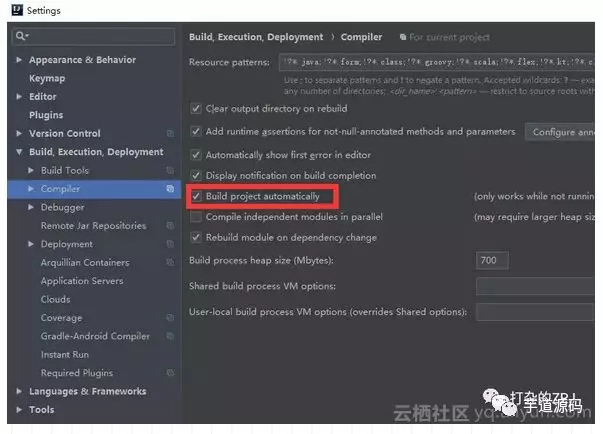 Settings
Build, Execution, Deployment › Compiler For current project
Appearance & Behavior
Keymap
Editor
Plugins
Version Control
Build, Execution, Deployment
Build Tools
Compiler
Debugger
Remote Jar Repositories
Deployment
Arquillian Containers
Application Servers
Clouds
Coverage
Gradle-Android Compiler
Instant Run
Required Plugins
Languages & Frameworks
Tools
Resource patterns: !?*.java;!?*.form;!?*.class;!?*.groovy;!?*.scala;!?*.flex;!?*.kt;!?*.c
Use ; to separate patterns and ! to negate a pattern. Accepted wildcards: ? — exa
any number of directories; <dir_name>:<pattern> — restrict to source roots with
Clear output directory on rebuild
Add runtime assertions for not-null-annotated methods and parameters Configure annot
Automatically show first error in editor
Display notification on build completion
Build project automatically (only works while not runnin
Compile independent modules in parallel (may require larger heap size
Rebuild module on dependency change
Build process heap size (Mbytes): 700
Shared build process VM options:
User-local build process VM options (overrides Shared options):
打杂的ZRJ
芋道源码
云栖社区 yq.aliyun.com